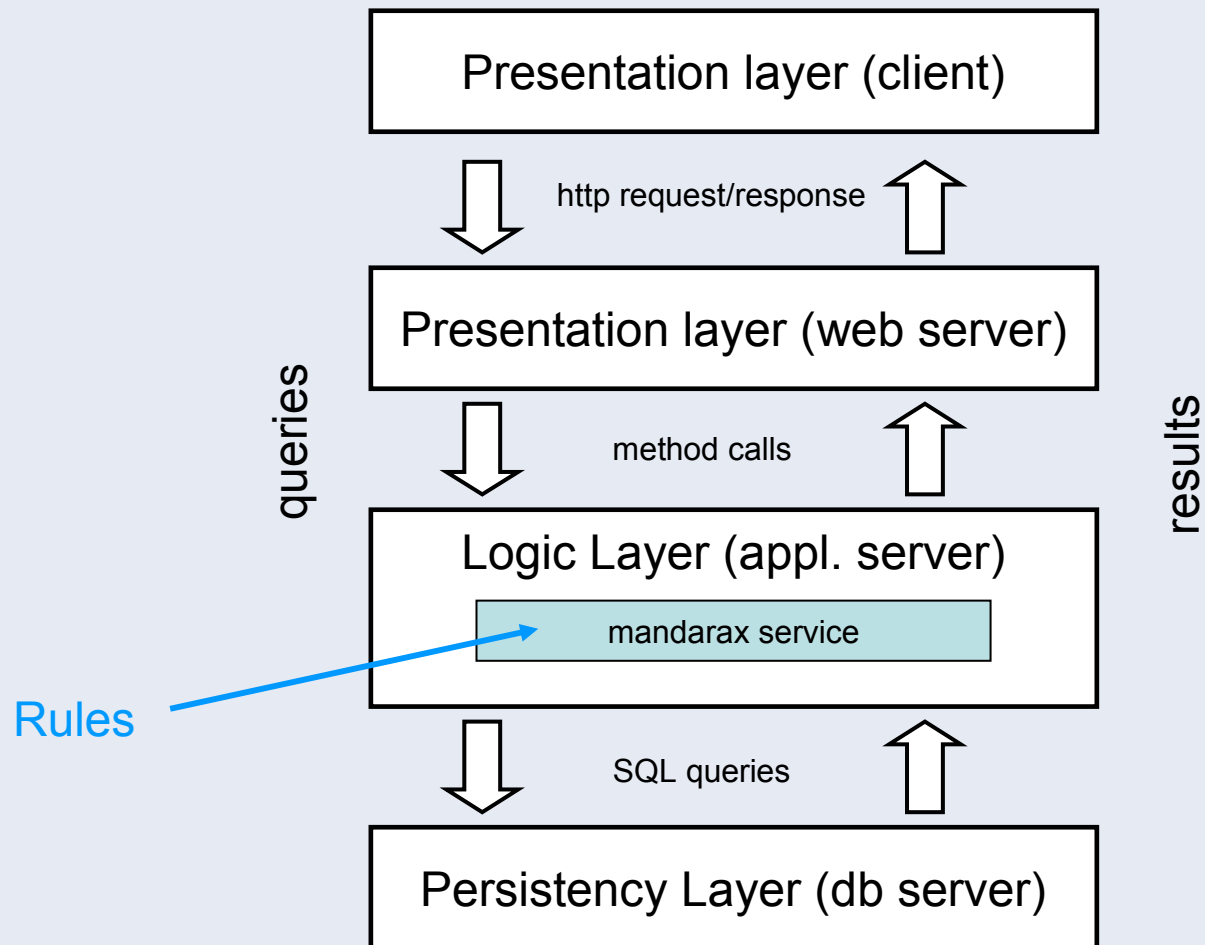 Presentation layer (client)
http request/response
Presentation layer (web server)
queries
method calls
results
Logic Layer (appl. server)
mandarax service
Rules
SQL queries
Persistency Layer (db server)